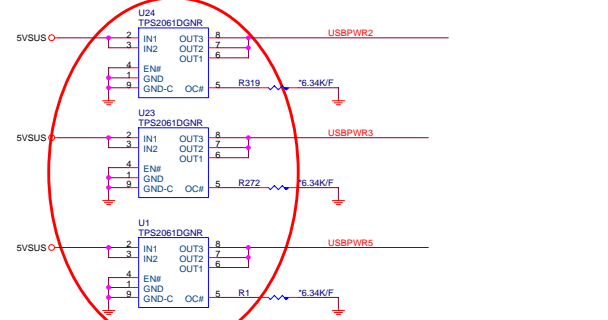 U24
TPS2061DGNR
5VSUS 2 IN1 OUT3 8 USBPWR2
3 IN2 OUT2 7
OUT1 6
4 EN#
1 GND
9 GND-C OC# 5 R319 *6.34K/F
U23
TPS2061DGNR
5VSUS 2 IN1 OUT3 8 USBPWR3
3 IN2 OUT2 7
OUT1 6
4 EN#
1 GND
9 GND-C OC# 5 R272 *6.34K/F
U1
TPS2061DGNR
5VSUS 2 IN1 OUT3 8 USBPWR5
3 IN2 OUT2 7
OUT1 6
4 EN#
1 GND
9 GND-C OC# 5 R1 *6.34K/F